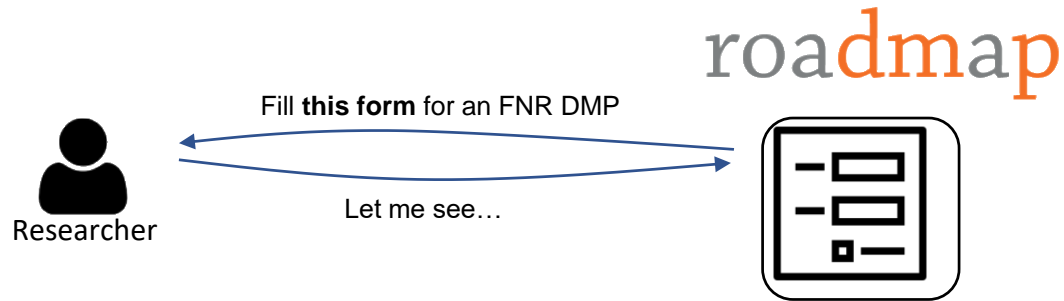 roadmap
Fill this form for an FNR DMP
Researcher
Let me see…